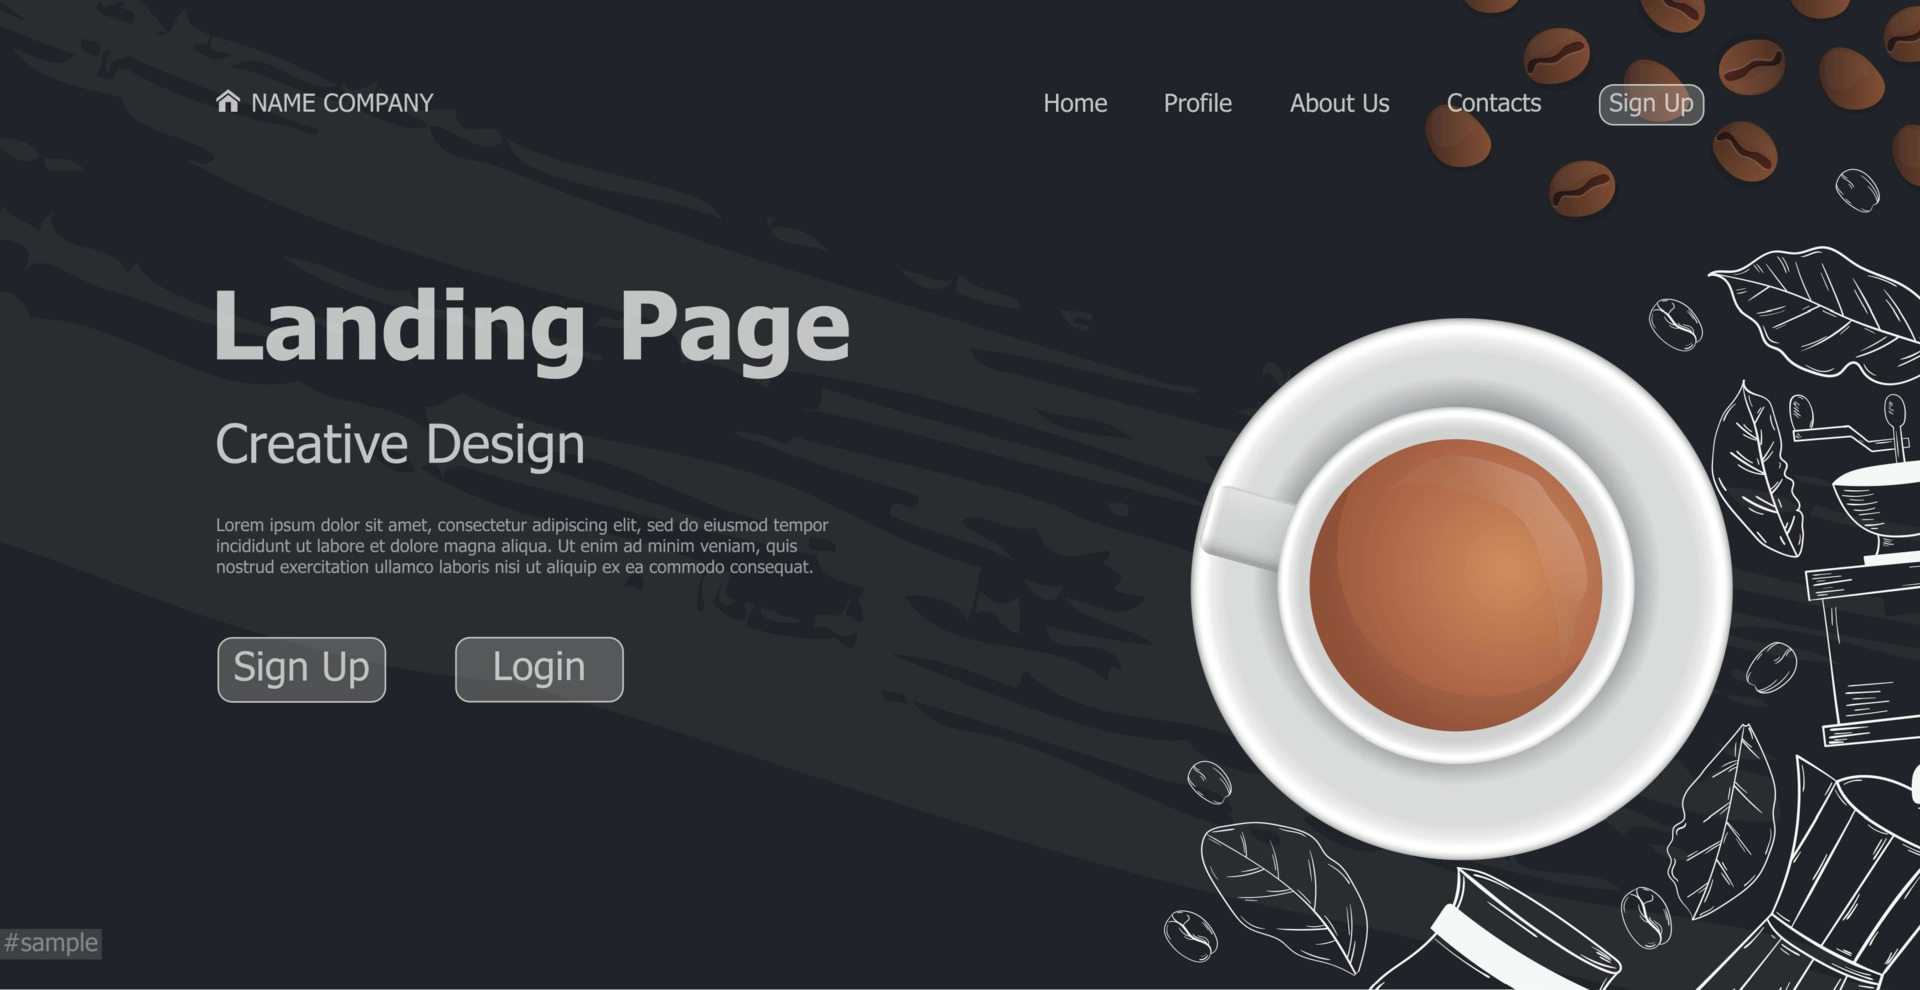 NAME COMPANY
Home Profile About Us Contacts Sign Up
Landing Page
Creative Design
Lorem ipsum dolor sit amet, consectetur adipiscing elit, sed do eiusmod tempor
incididunt ut labore et dolore magna aliqua. Ut enim ad minim veniam, quis
nostrud exercitation ullamco laboris nisi ut aliquip ex ea commodo consequat.
Sign Up Login
#sample